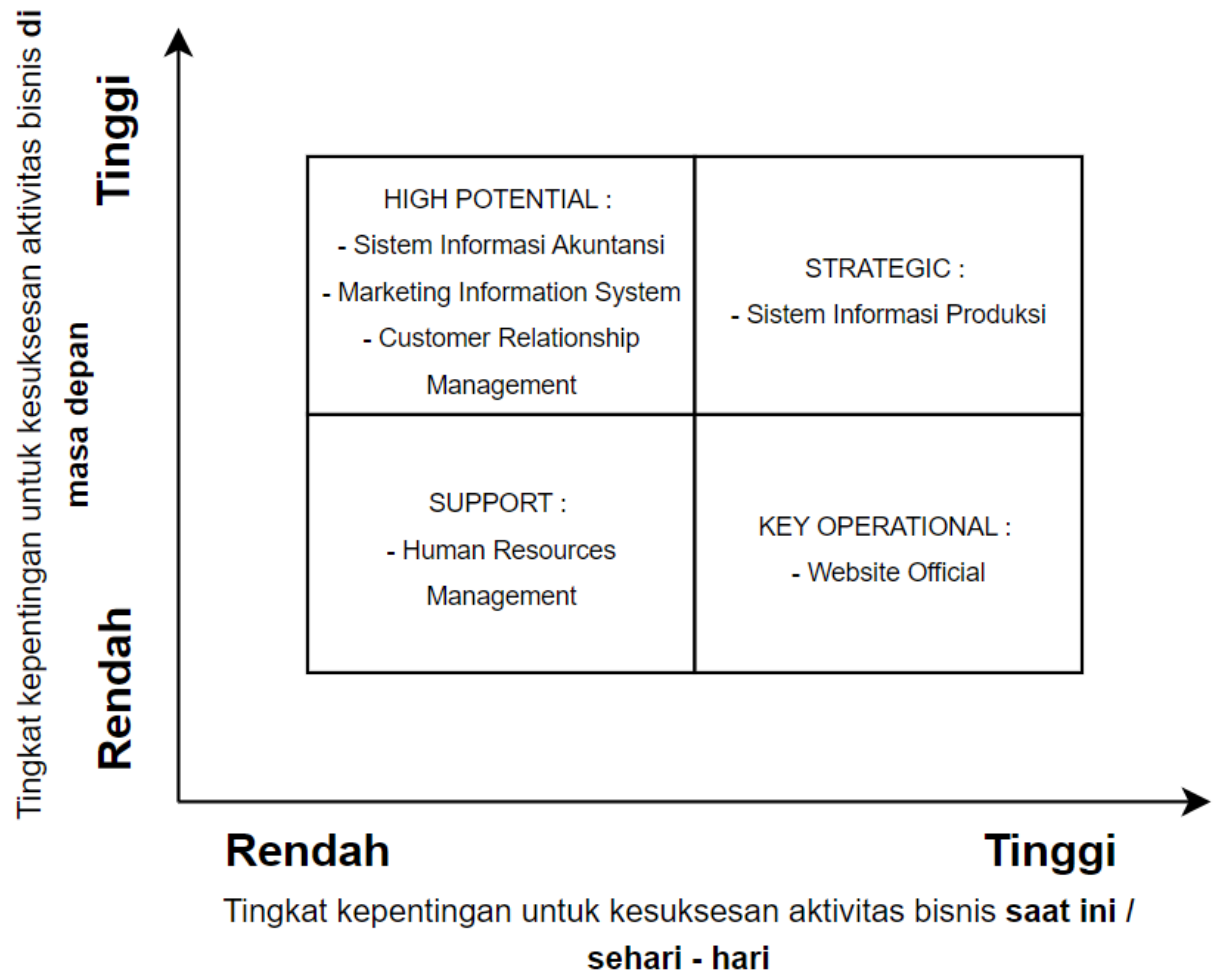 Tingkat kepentingan untuk kesuksesan aktivitas bisnis di
masa depan
Tinggi
Rendah
HIGH POTENTIAL :
- Sistem Informasi Akuntansi
- Marketing Information System
- Customer Relationship
Management
STRATEGIC :
- Sistem Informasi Produksi
SUPPORT :
- Human Resources
Management
KEY OPERATIONAL :
- Website Official
Rendah
Tinggi
Tingkat kepentingan untuk kesuksesan aktivitas bisnis saat ini /
sehari - hari